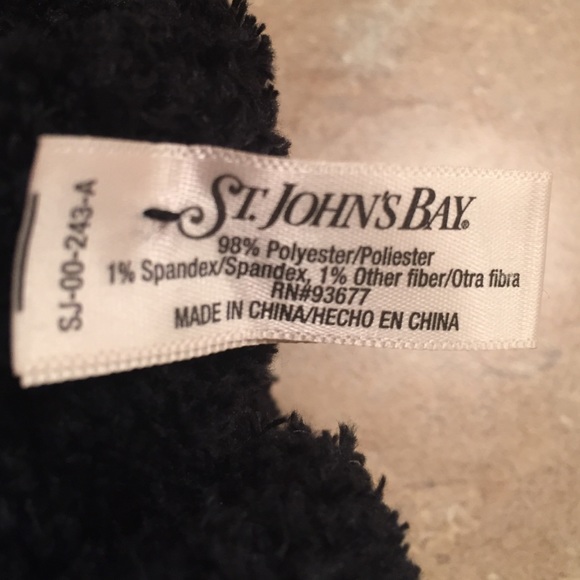 ST. JOHN'S BAY®
98% Polyester/Poliester
1% Spandex/Spandex, 1% Other fiber/Otra fibra
RN#93677
MADE IN CHINA/HECHO EN CHINA
SJ-00-243-A